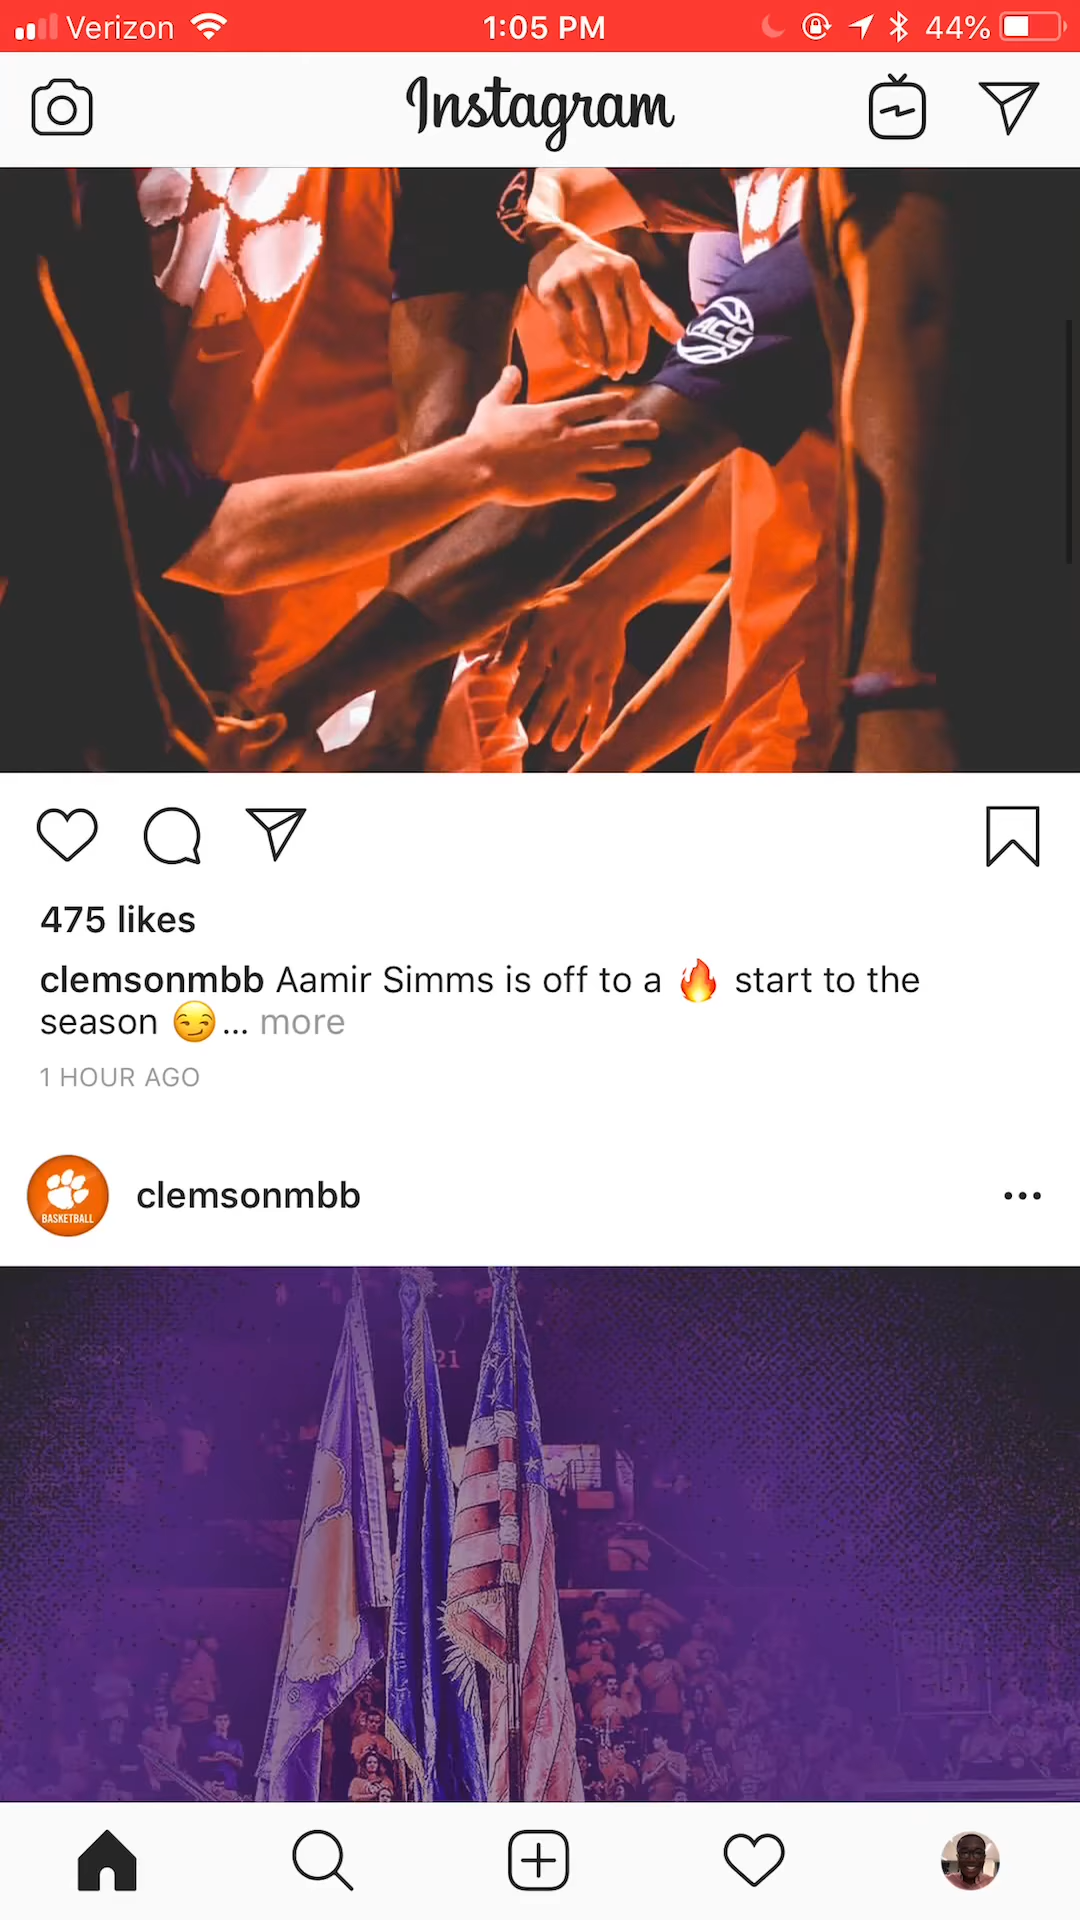 Verizon 1:05 PM 44%
Instagram
ACC
475 likes
clemsonmbb Aamir Simms is off to a 🔥 start to the
season 😏... more
1 HOUR AGO
clemsonmbb
BASKETBALL
21